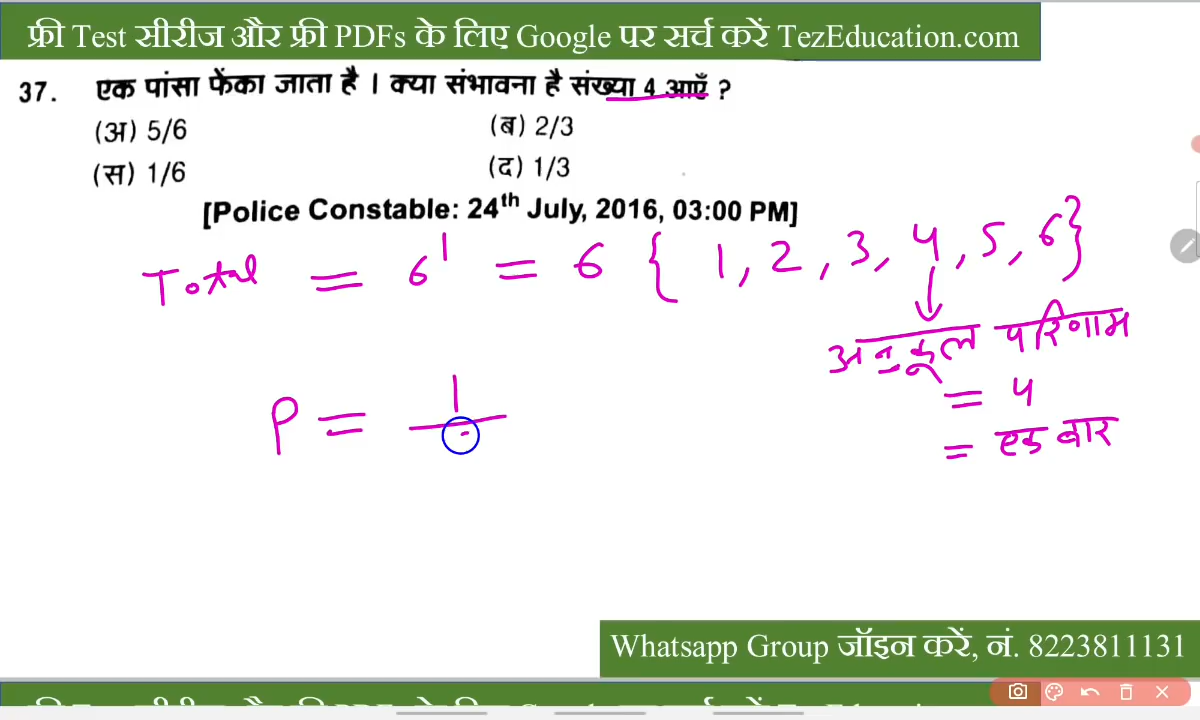 फ्री Test सीरीज और फ्री PDFs के लिए Google पर सर्च करें TezEducation.com
37. एक पांसा फेंका जाता है । क्या संभावना है संख्या 4 आएँ ?
(अ) 5/6 (ब) 2/3
(स) 1/6 (द) 1/3
[Police Constable: 24th July, 2016, 03:00 PM]
Total = 6^1 = 6 { 1, 2, 3, 4, 5, 6}
अनुकूल परिणाम
= 4
= एक बार
P = 1
Whatsapp Group जॉइन करें, नं. 8223811131